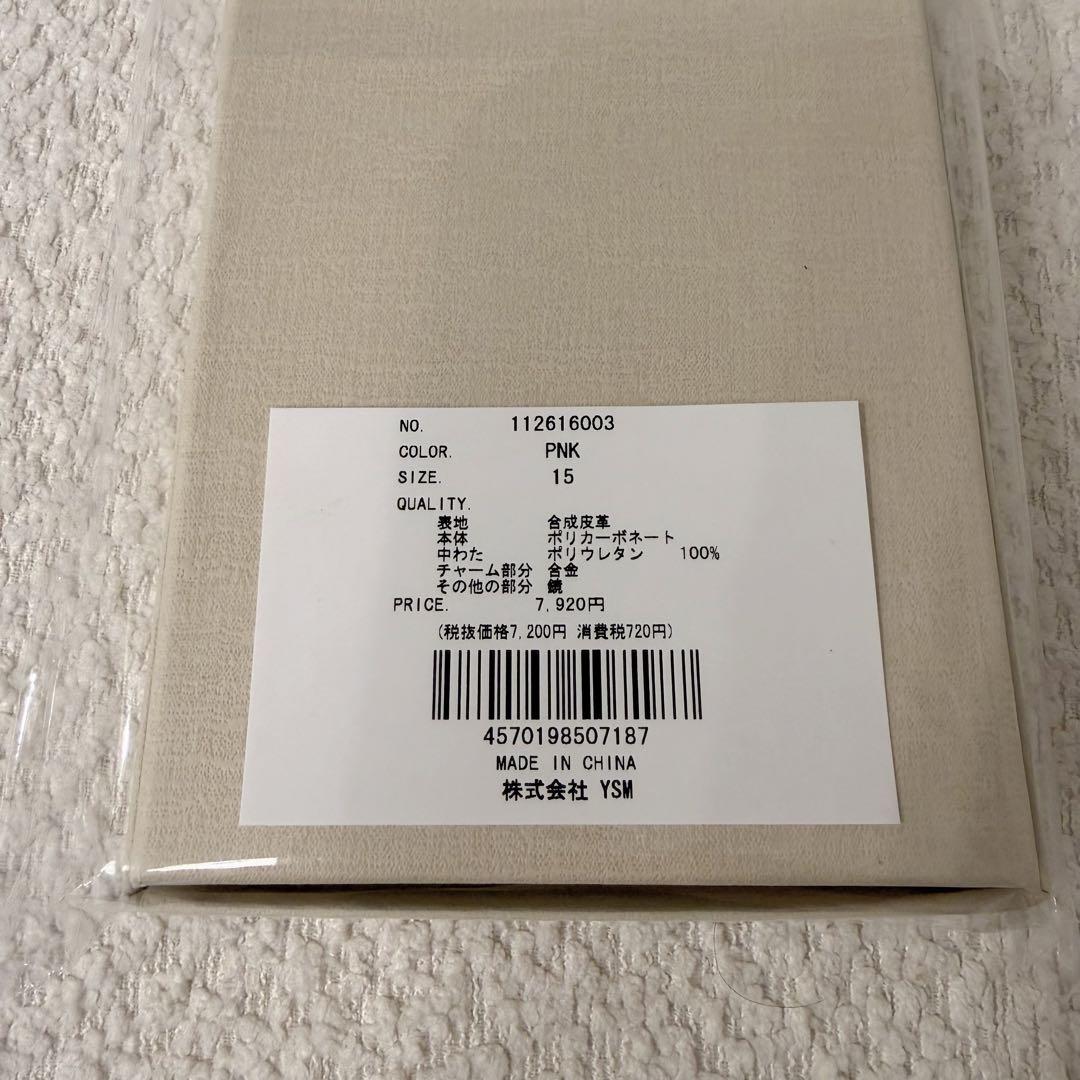 NO. 112616003
COLOR. PNK
SIZE. 15
QUALITY.
表地 合成皮革
本体 ポリカーボネート
中わた ポリウレタン 100%
チャーム部分 合金
その他の部分 鏡
PRICE. 7,920円
(税抜価格7,200円 消費税720円)
4570198507187
MADE IN CHINA
株式会社 YSM